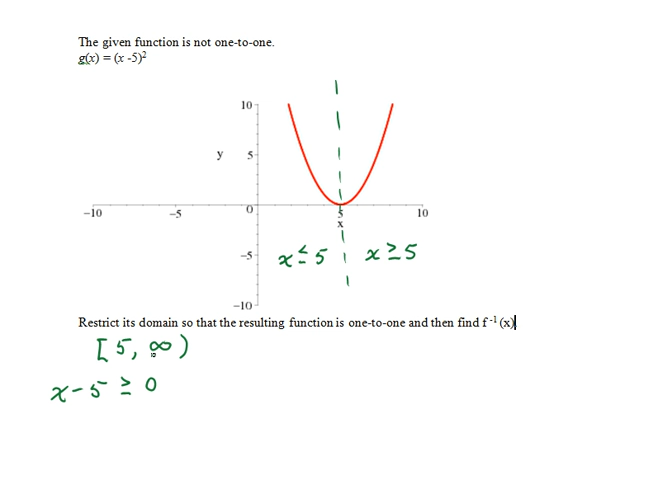 The given function is not one-to-one.
g(x) = (x -5)²
10
y 5
-10 -5 0 5 10
x
-5 x ≤ 5 x ≥ 5
-10
Restrict its domain so that the resulting function is one-to-one and then find f⁻¹(x)
[5, ∞)
x - 5 ≥ 0